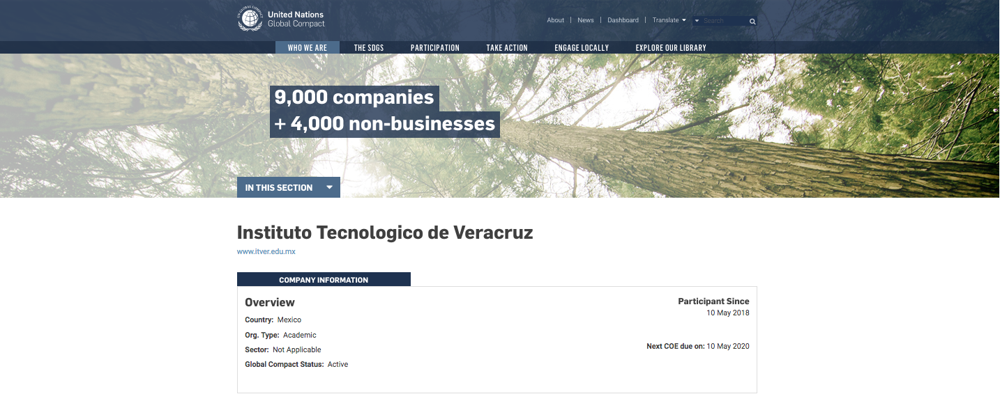 United Nations
Global Compact
About | News | Dashboard | Translate
Search
WHO WE ARE
THE SDGS
PARTICIPATION
TAKE ACTION
ENGAGE LOCALLY
EXPLORE OUR LIBRARY
9,000 companies
+ 4,000 non-businesses
IN THIS SECTION
Instituto Tecnologico de Veracruz
www.itver.edu.mx
COMPANY INFORMATION
Overview
Country: Mexico
Org. Type: Academic
Sector: Not Applicable
Global Compact Status: Active
Participant Since
10 May 2018
Next COE due on: 10 May 2020